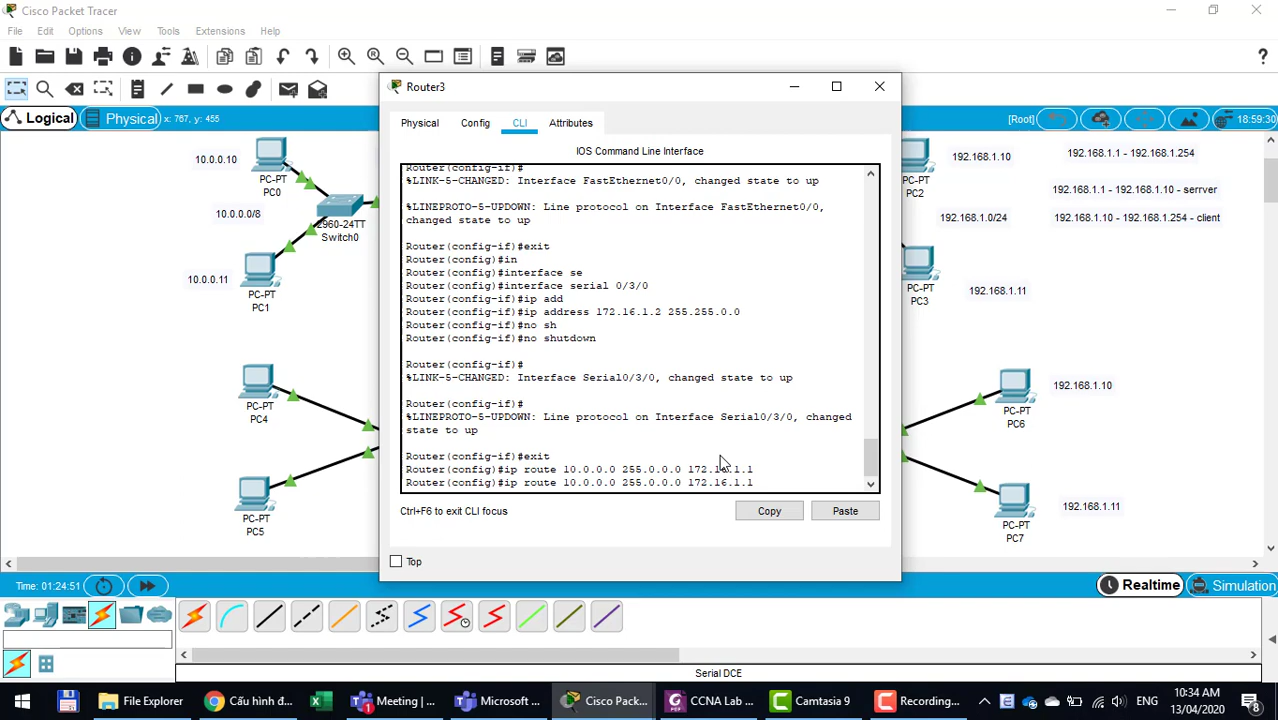 Cisco Packet Tracer
File Edit Options View Tools Extensions Help
Logical
Physical
x: 767, y: 455
[Root]
18:59:30
Router3
Physical Config CLI Attributes
IOS Command Line Interface
Router(config-if)#
%LINK-5-CHANGED: Interface FastEthernet0/0, changed state to up
%LINEPROTO-5-UPDOWN: Line protocol on Interface FastEthernet0/0,
changed state to up
Router(config-if)#exit
Router(config)#in
Router(config)#interface se
Router(config)#interface serial 0/3/0
Router(config-if)#ip add
Router(config-if)#ip address 172.16.1.2 255.255.0.0
Router(config-if)#no sh
Router(config-if)#no shutdown
Router(config-if)#
%LINK-5-CHANGED: Interface Serial0/3/0, changed state to up
Router(config-if)#
%LINEPROTO-5-UPDOWN: Line protocol on Interface Serial0/3/0, changed
state to up
Router(config-if)#exit
Router(config)#ip route 10.0.0.0 255.0.0.0 172.16.1.1
Router(config)#ip route 10.0.0.0 255.0.0.0 172.16.1.1
Ctrl+F6 to exit CLI focus
Copy
Paste
Top
10.0.0.10
PC-PT
PC0
10.0.0.0/8
2960-24TT
Switch0
10.0.0.11
PC-PT
PC1
PC-PT
PC4
PC-PT
PC5
PC-PT
PC2
192.168.1.10
192.168.1.1 - 192.168.1.254
192.168.1.1 - 192.168.1.10 - serrver
192.168.1.0/24
192.168.1.10 - 192.168.1.254 - client
PC-PT
PC3
192.168.1.11
192.168.1.10
PC-PT
PC6
192.168.1.11
PC-PT
PC7
Time: 01:24:51
Realtime
Simulation
Serial DCE
File Explorer
Cấu hình đ...
Meeting | ...
Microsoft ...
Cisco Pack...
CCNA Lab ...
Camtasia 9
Recording...
ENG
10:34 AM
13/04/2020
8